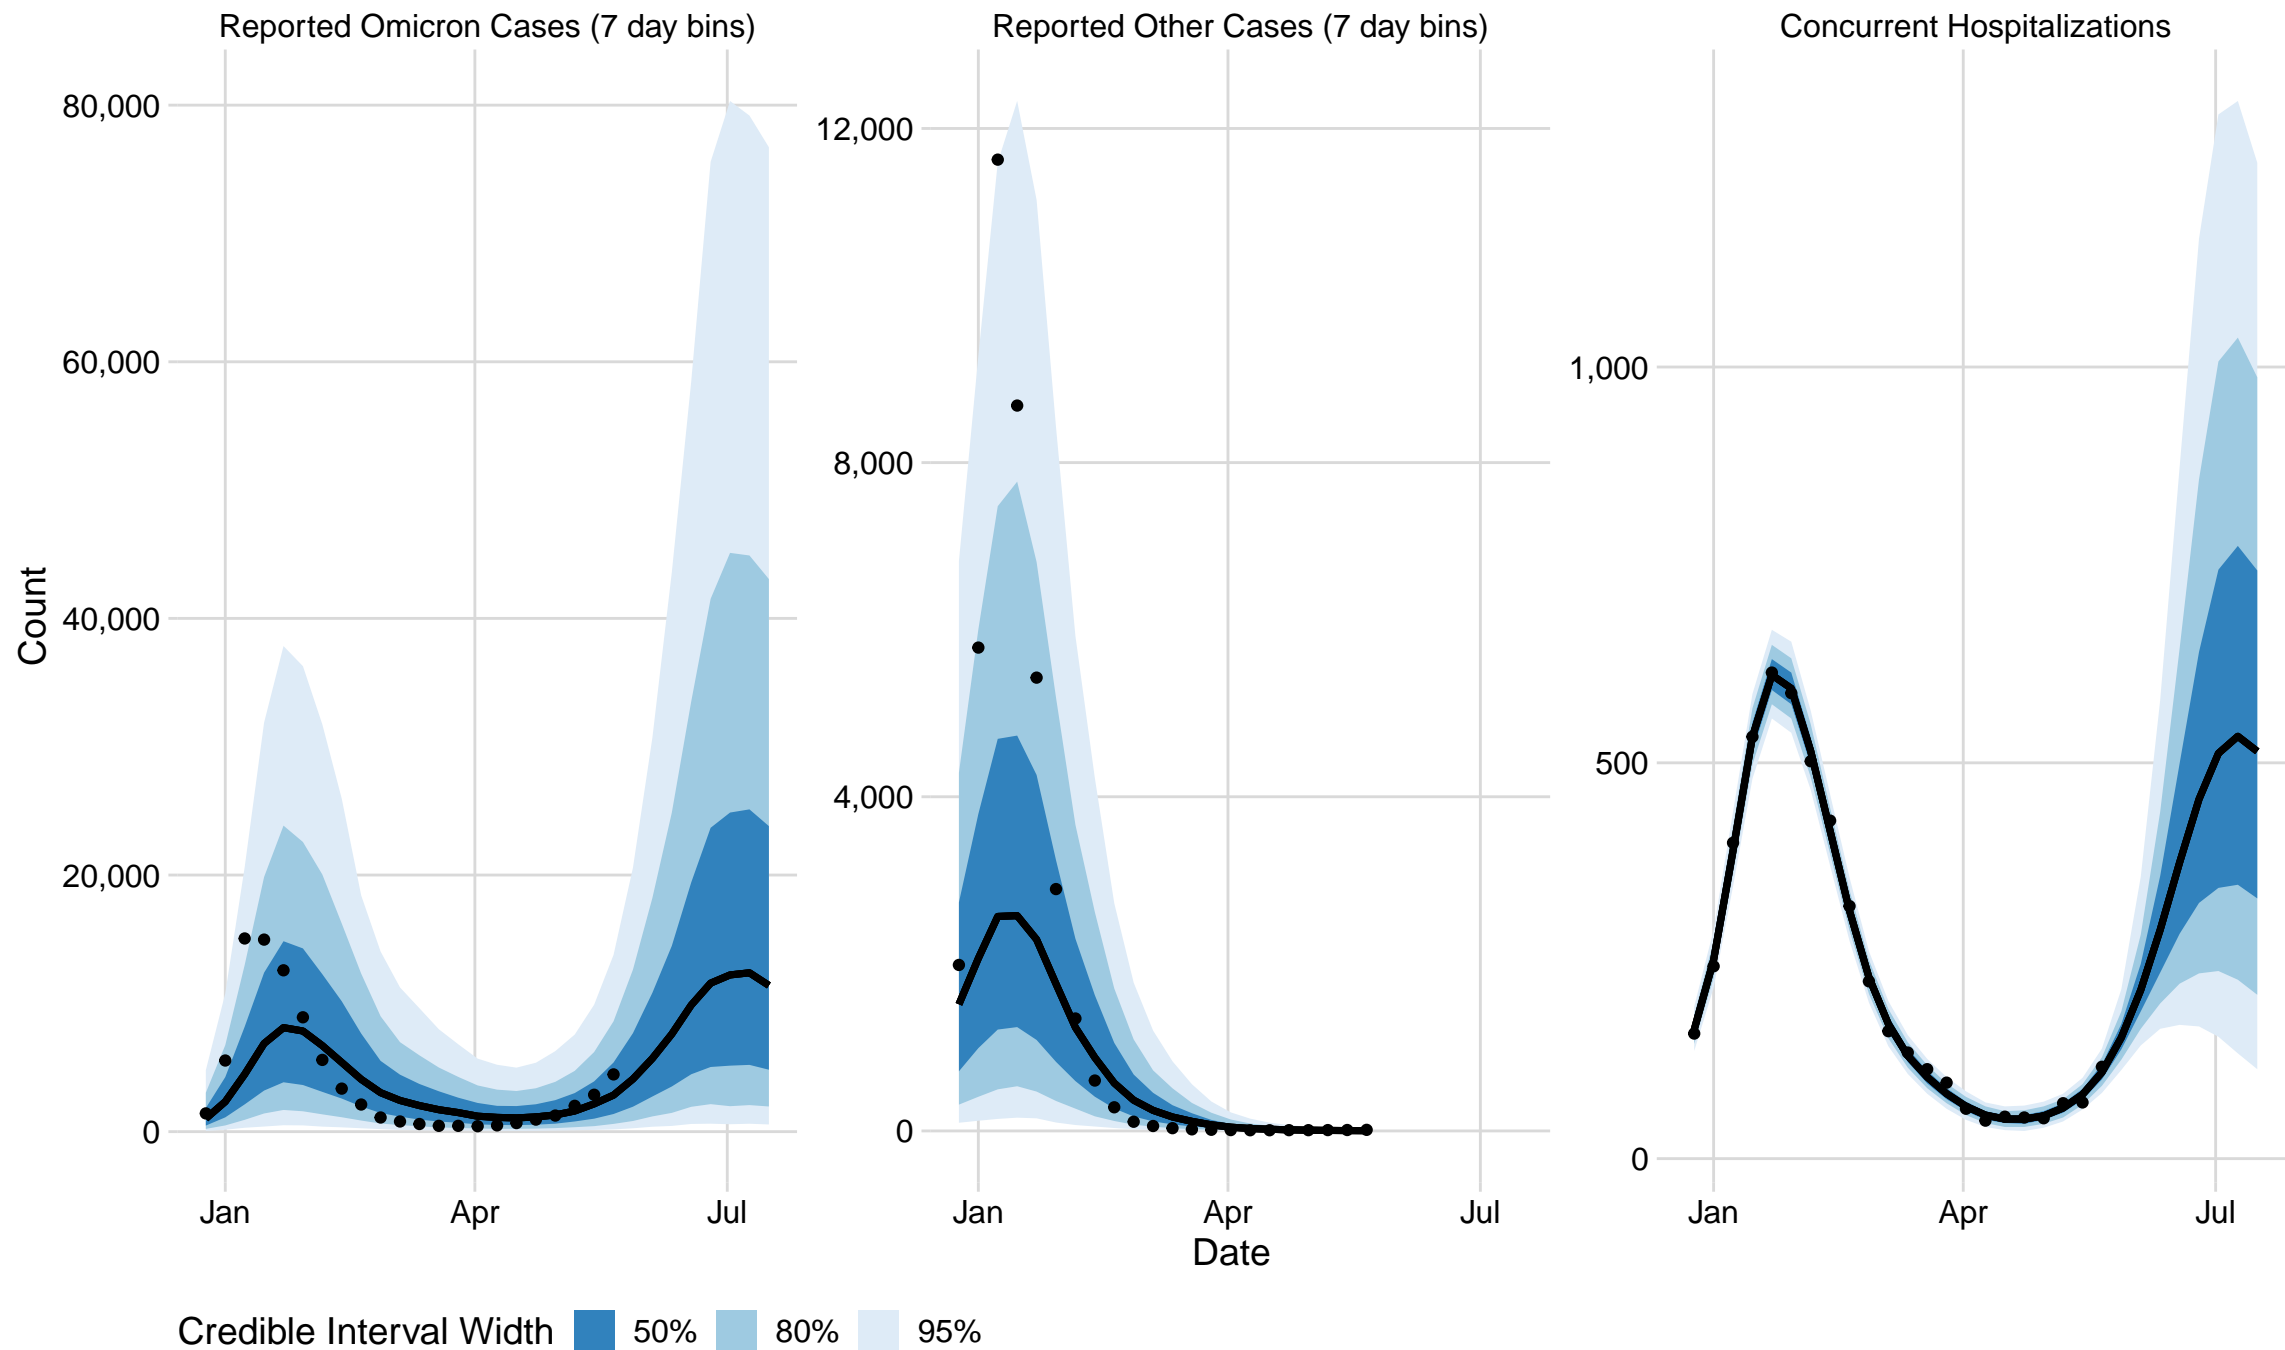 Reported Omicron Cases (7 day bins)
Reported Other Cases (7 day bins)
Concurrent Hospitalizations
Count
80,000
60,000
40,000
20,000
0
Jan
Apr
Jul
12,000
8,000
4,000
0
Jan
Apr
Jul
1,000
500
0
Jan
Apr
Jul
Date
Credible Interval Width 50% 80% 95%